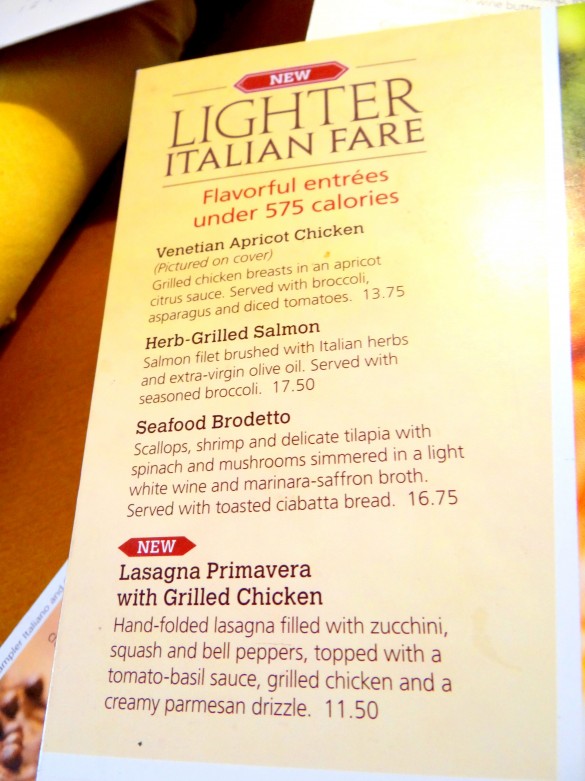 wine butter
NEW
LIGHTER
ITALIAN FARE
Flavorful entrées
under 575 calories
Venetian Apricot Chicken
(Pictured on cover)
Grilled chicken breasts in an apricot
citrus sauce. Served with broccoli,
asparagus and diced tomatoes. 13.75
Herb-Grilled Salmon
Salmon filet brushed with Italian herbs
and extra-virgin olive oil. Served with
seasoned broccoli. 17.50
Seafood Brodetto
Scallops, shrimp and delicate tilapia with
spinach and mushrooms simmered in a light
white wine and marinara-saffron broth.
Served with toasted ciabatta bread. 16.75
NEW
Lasagna Primavera
with Grilled Chicken
Hand-folded lasagna filled with zucchini,
squash and bell peppers, topped with a
tomato-basil sauce, grilled chicken and a
creamy parmesan drizzle. 11.50
Italiano and